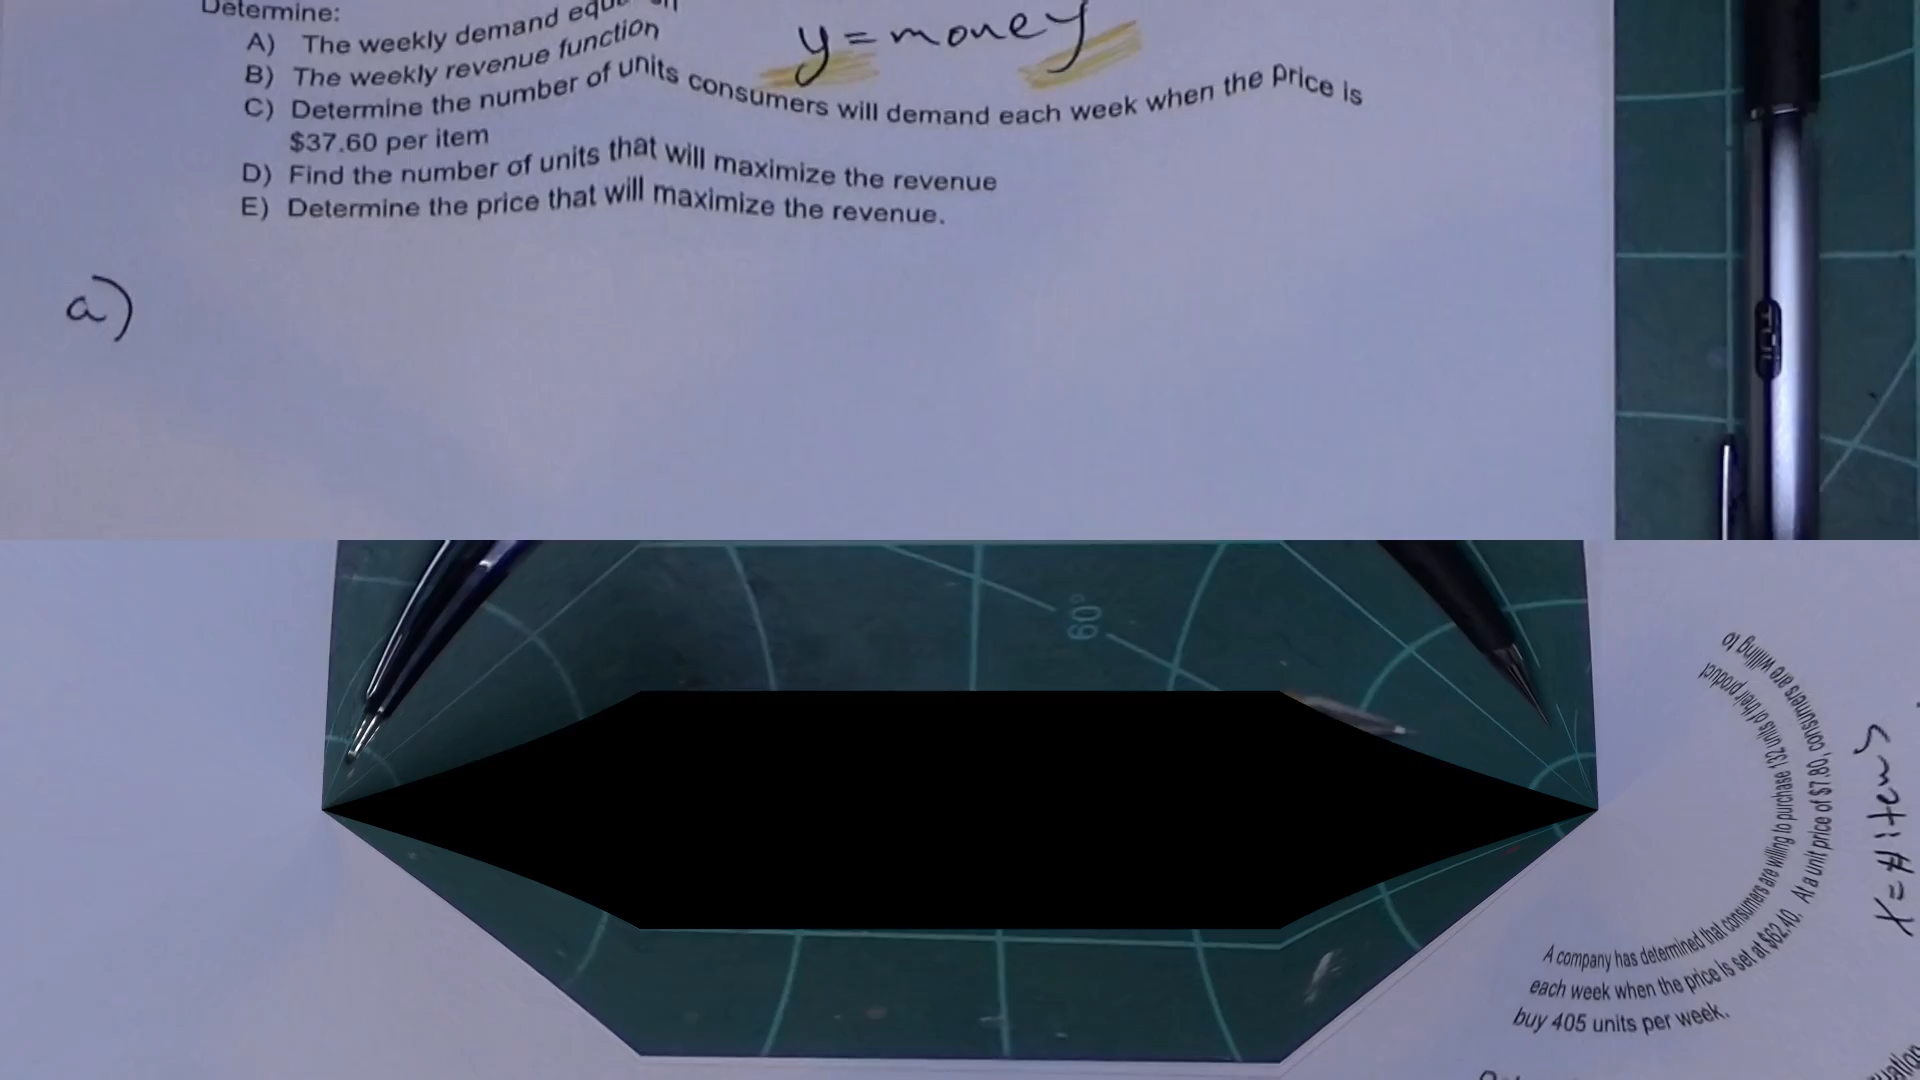 Determine:
A) The weekly demand
B) The weekly revenue function
y=money
C) Determine the number of units consumers will demand each week when the price is
$37.60 per item
D) Find the number of units that will maximize the revenue
E) Determine the price that will maximize the revenue.
a)
TUL
60°
A company has determined that consumers are willing to purchase 132 units of their product
each week when the price is set at $62.40. At a unit price of $7.80, consumers are willing to
buy 405 units per week.
x=#items